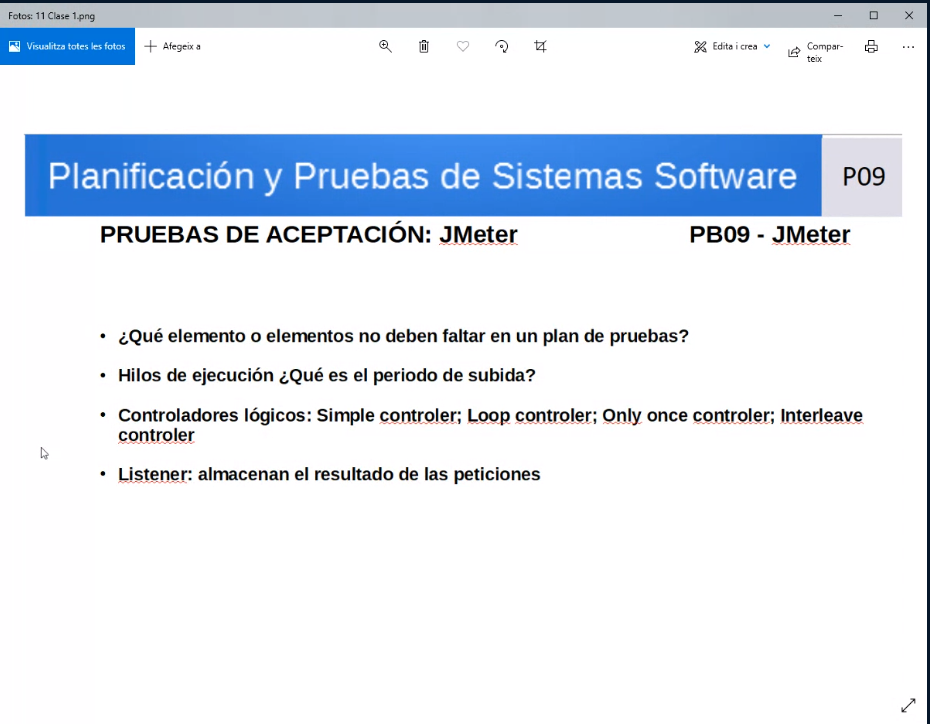 Fotos: 11 Clase 1.png
Visualitza totes les fotos
Afegeix a
Edita i crea
Compar-
teix
Planificación y Pruebas de Sistemas Software
P09
PRUEBAS DE ACEPTACIÓN: JMeter
PB09 - JMeter
• ¿Qué elemento o elementos no deben faltar en un plan de pruebas?
• Hilos de ejecución ¿Qué es el periodo de subida?
• Controladores lógicos: Simple controler; Loop controler; Only once controler; Interleave
controler
• Listener: almacenan el resultado de las peticiones